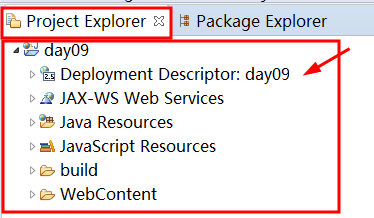 Project Explorer Package Explorer
day09
Deployment Descriptor: day09
JAX-WS Web Services
Java Resources
JavaScript Resources
build
WebContent